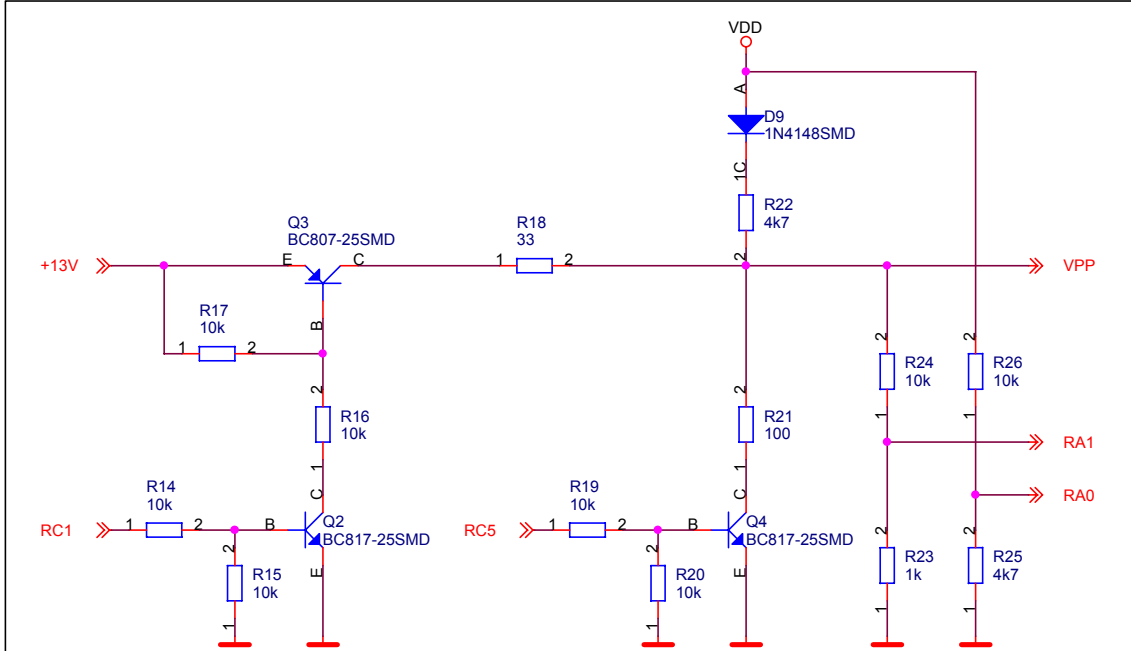 VDD
A
D9
1N4148SMD
1C
R22
4k7
2
Q3
BC807-25SMD
R18
33
+13V
E
C
1
2
VPP
B
R17
10k
1
2
2
R16
10k
1
2
R21
100
1
2
R24
10k
1
2
R26
10k
1
RA1
RA0
R14
10k
RC1
1
2
B
C
Q2
BC817-25SMD
E
2
R15
10k
1
R19
10k
RC5
1
2
B
C
Q4
BC817-25SMD
E
2
R20
10k
1
2
R23
1k
1
2
R25
4k7
1